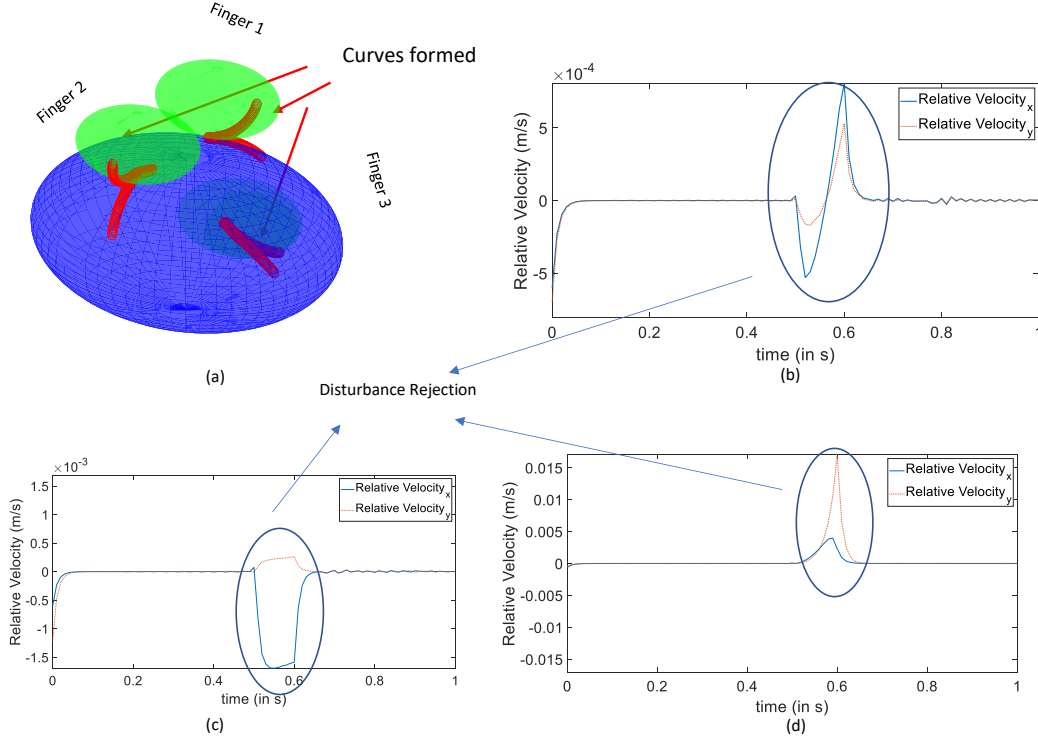 Finger 1
Finger 2
Curves formed
Finger 3
(a)
×10⁻⁴
Relative Velocity (m/s)
5
0
-5
Relative Velocityₓ
Relative Velocityᵧ
0 0.2 0.4 0.6 0.8 1
time (in s)
(b)
Disturbance Rejection
×10⁻³
Relative Velocity (m/s)
1.5
1
0.5
0
-0.5
-1
-1.5
Relative Velocityₓ
Relative Velocityᵧ
0 0.2 0.4 0.6 0.8 1
time (in s)
(c)
Relative Velocity (m/s)
0.015
0.01
0.005
0
-0.005
-0.01
-0.015
Relative Velocityₓ
Relative Velocityᵧ
0 0.2 0.4 0.6 0.8 1
time (in s)
(d)